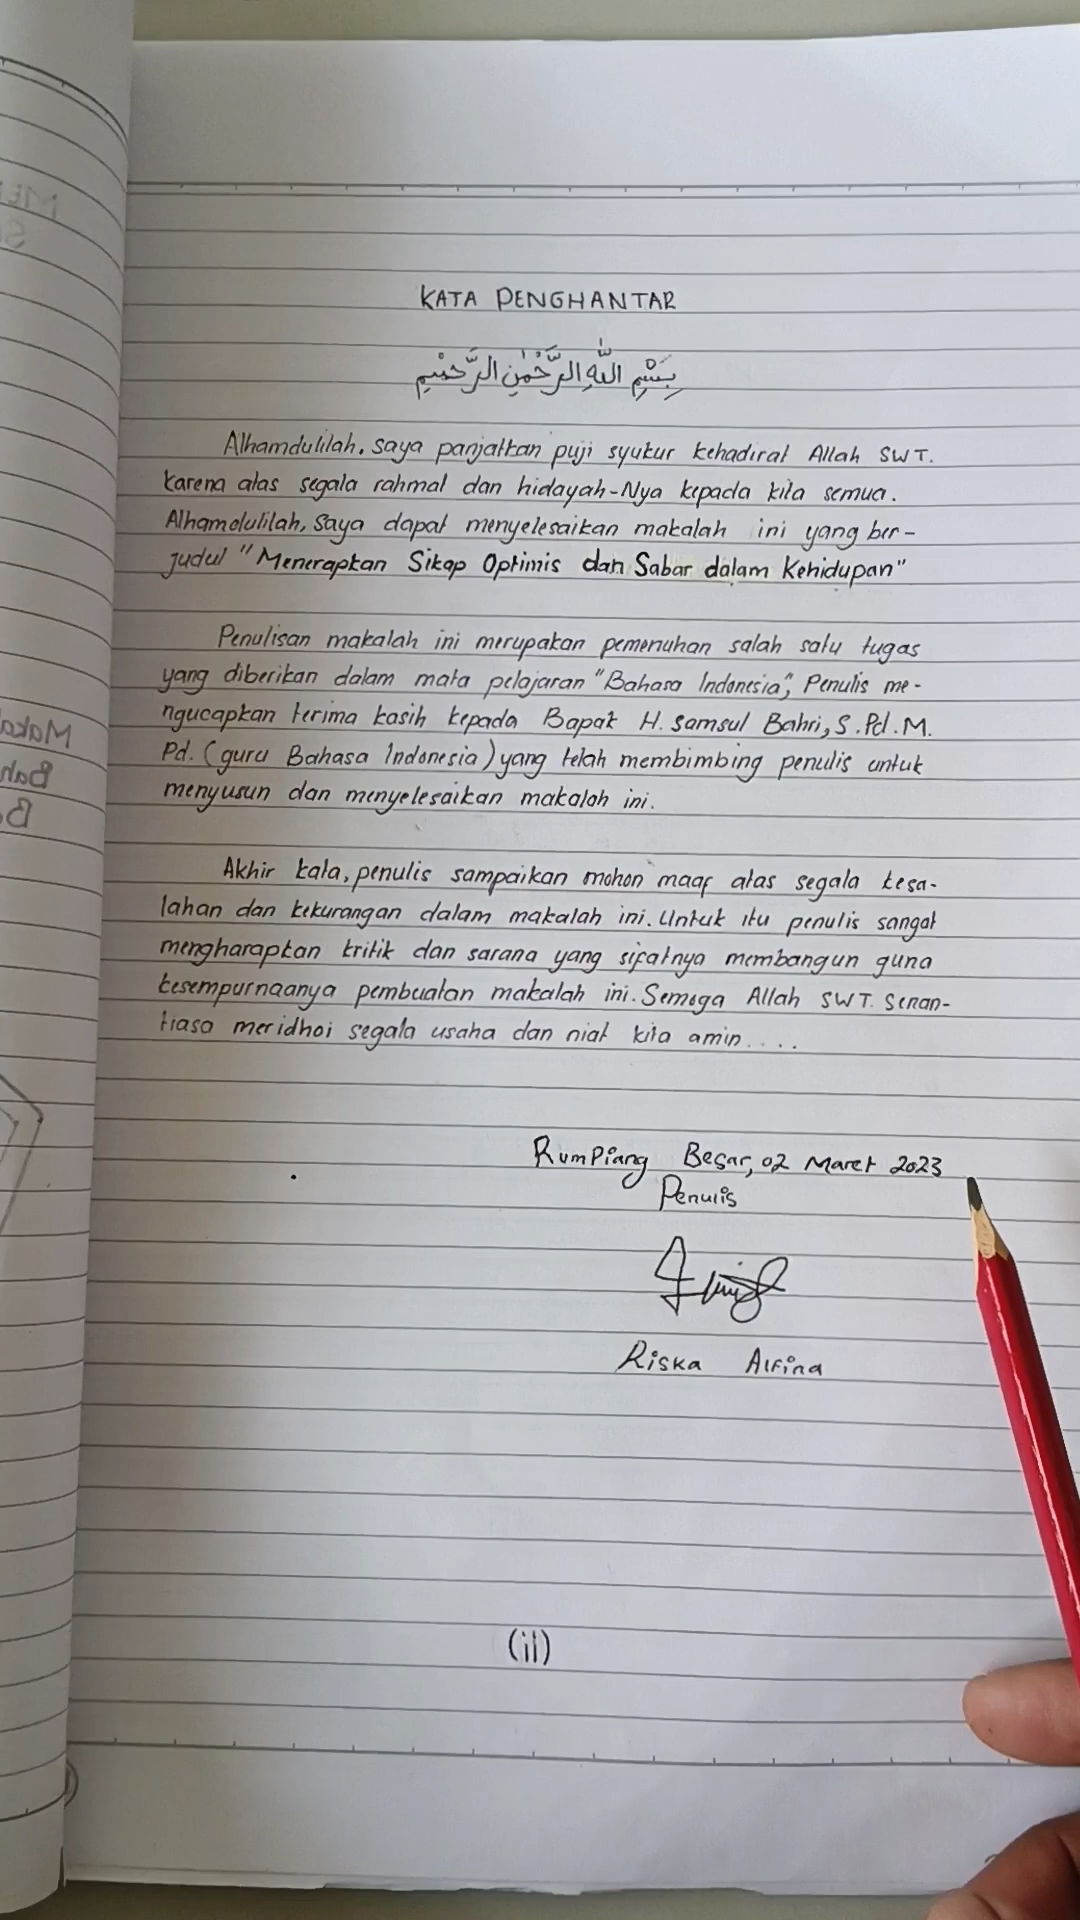 KATA PENGHANTAR
بِسْمِ اللّٰهِ الرَّحْمٰنِ الرَّحِيْمِ
Alhamdulilah, saya panjatkan puji syukur kehadirat Allah SWT.
karena atas segala rahmat dan hidayah-Nya kepada kita semua.
Alhamdulilah, saya dapat menyelesaikan makalah ini yang ber-
judul "Menerapkan Sikap Optimis dan Sabar dalam Kehidupan"
Penulisan makalah ini merupakan pemenuhan salah satu tugas
yang diberikan dalam mata pelajaran "Bahasa Indonesia", Penulis me-
ngucapkan terima kasih kepada Bapak H. Samsul Bahri, S.Pd. M.
Pd. (guru Bahasa Indonesia) yang telah membimbing penulis untuk
menyusun dan menyelesaikan makalah ini.
Akhir kata, penulis sampaikan mohon maaf atas segala kesa-
lahan dan kekurangan dalam makalah ini. Untuk itu penulis sangat
mengharapkan kritik dan sarana yang sifatnya membangun guna
kesempurnaanya pembuatan makalah ini. Semoga Allah SWT. Senan-
tiasa meridhoi segala usaha dan niat kita amin....
Rumpiang Besar, 02 Maret 2023
Penulis
Riska Alfina
(ii)